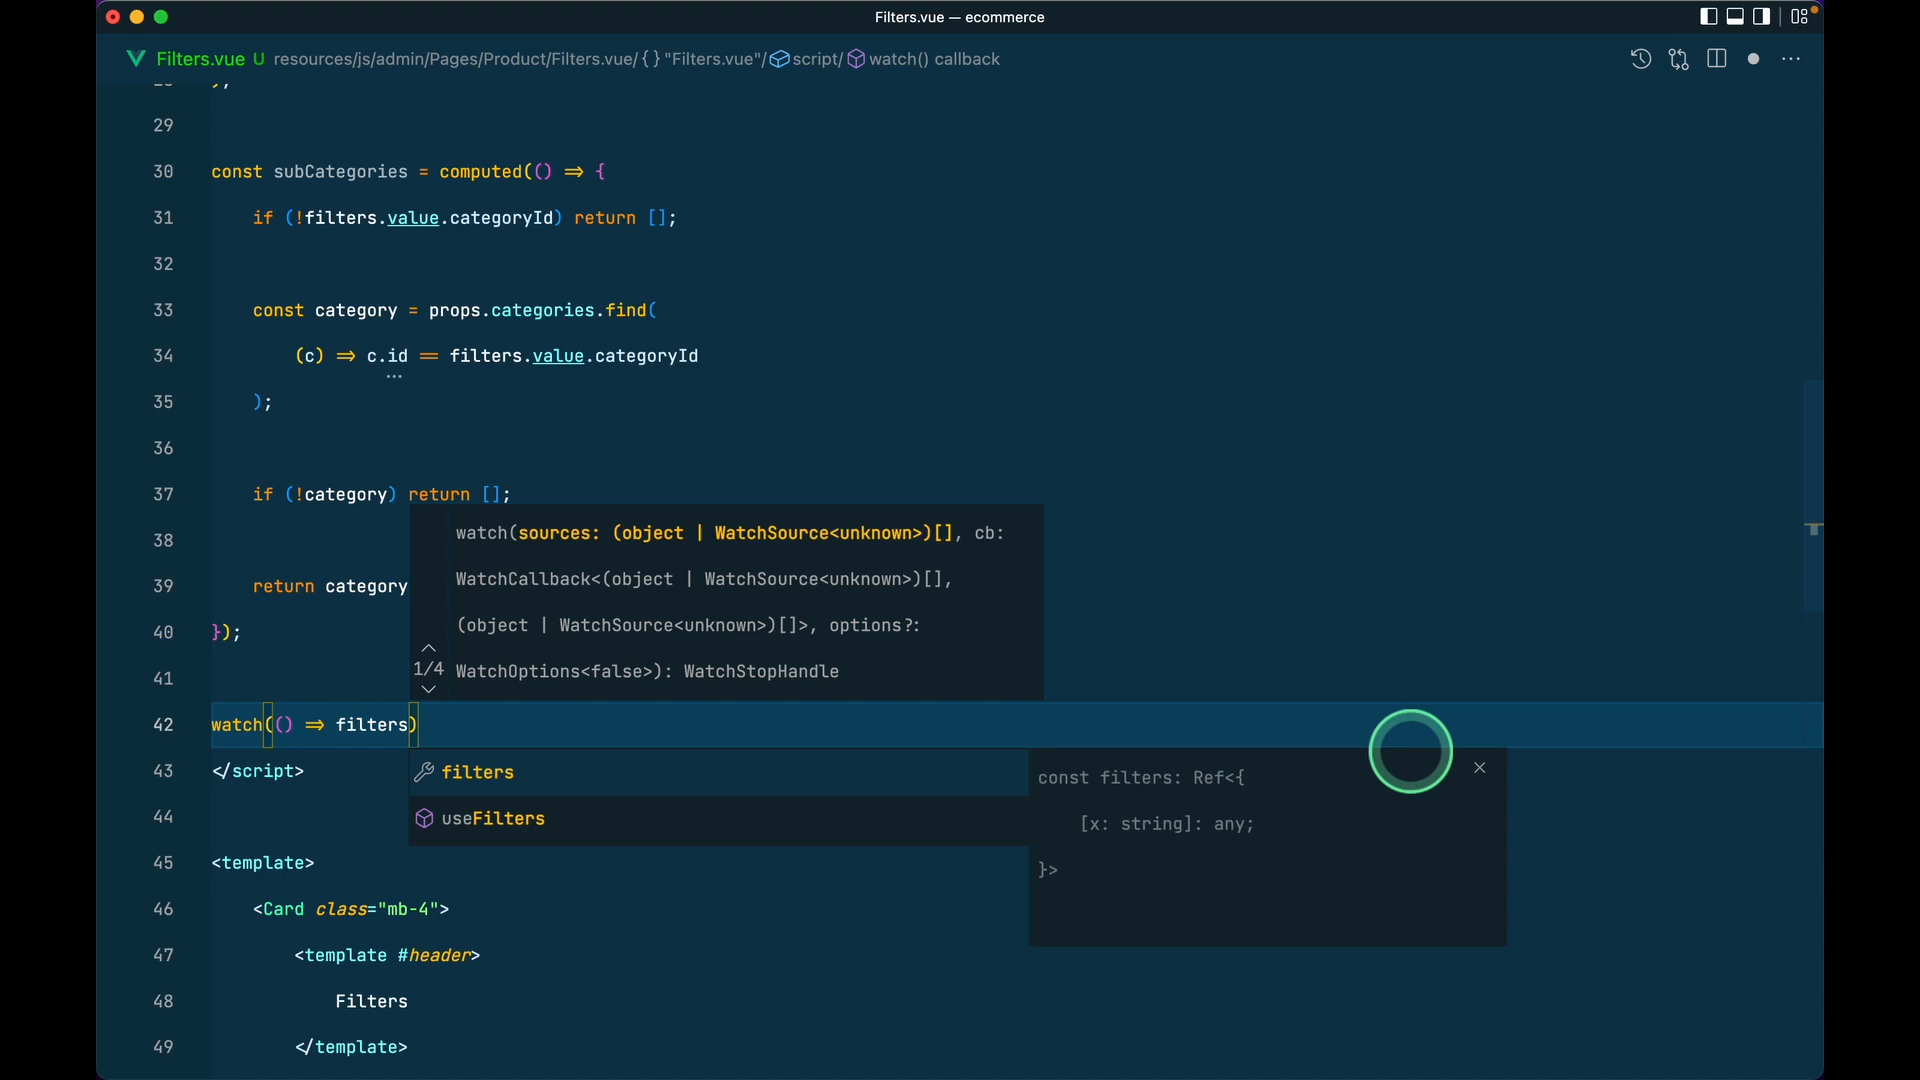 Filters.vue — ecommerce
Filters.vue U resources/js/admin/Pages/Product/Filters.vue/ {} "Filters.vue"/ script/ watch() callback
29
30 const subCategories = computed(() => {
31 if (!filters.value.categoryId) return [];
32
33 const category = props.categories.find(
34 (c) => c.id == filters.value.categoryId
35 );
36
37 if (!category) return [];
38
39 return category
40 });
41
42 watch(() => filters)
43 </script>
44
45 <template>
46 <Card class="mb-4">
47 <template #header>
48 Filters
49 </template>
watch(sources: (object | WatchSource<unknown>)[], cb:
WatchCallback<(object | WatchSource<unknown>)[],
(object | WatchSource<unknown>)[]>, options?:
1/4 WatchOptions<false>): WatchStopHandle
filters
useFilters
const filters: Ref<{
[x: string]: any;
}>